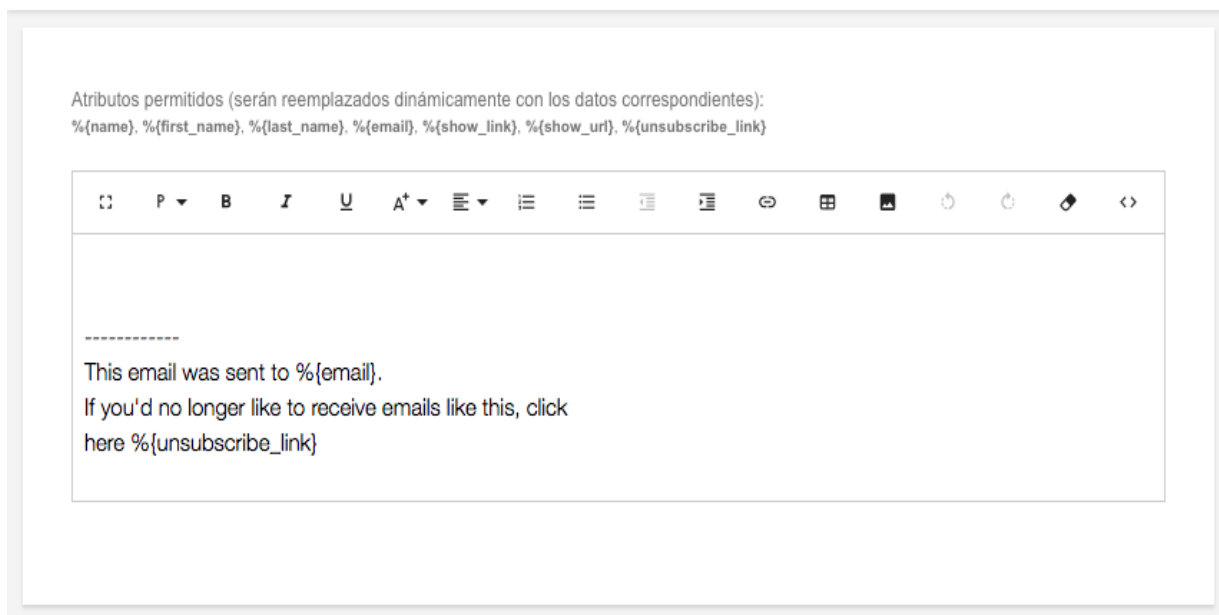 Atributos permitidos (serán reemplazados dinámicamente con los datos correspondientes):
%{name}, %{first_name}, %{last_name}, %{email}, %{show_link}, %{show_url}, %{unsubscribe_link}
P B I U A+
------------
This email was sent to %{email}.
If you'd no longer like to receive emails like this, click
here %{unsubscribe_link}